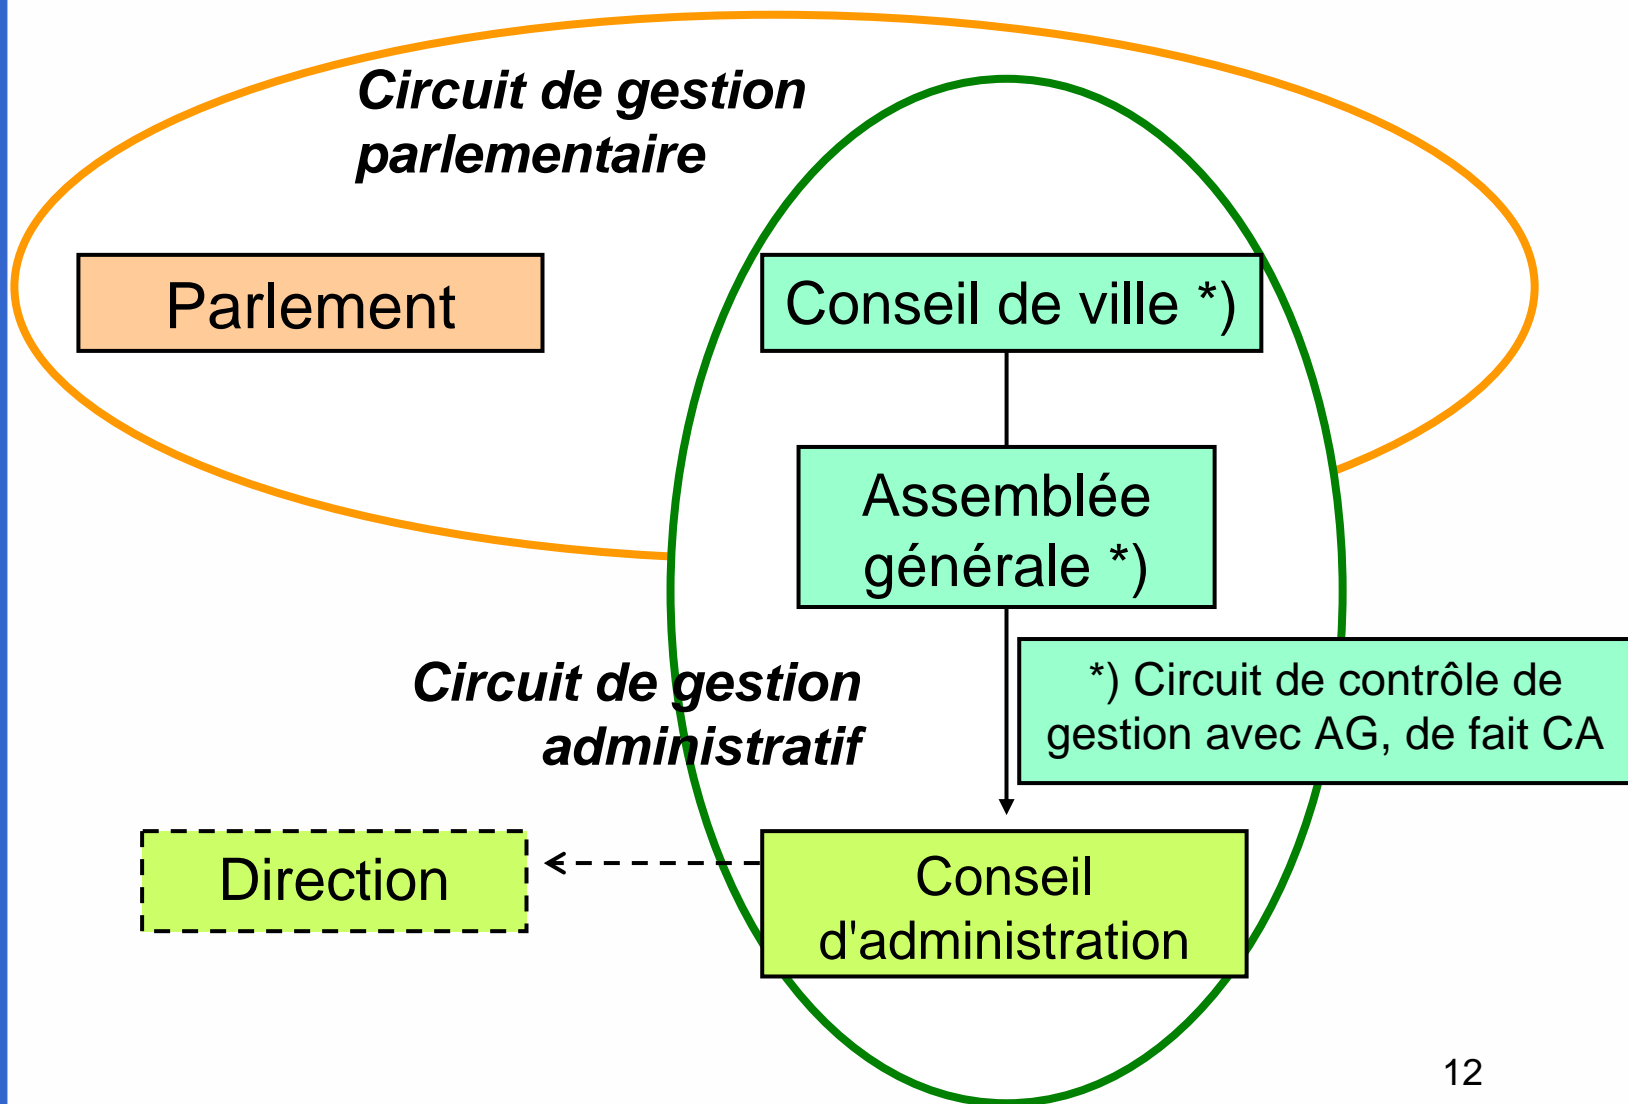 Circuit de gestion
parlementaire
Parlement
Conseil de ville *)
Assemblée
générale *)
Circuit de gestion
administratif
*) Circuit de contrôle de
gestion avec AG, de fait CA
Direction
Conseil
d'administration
12